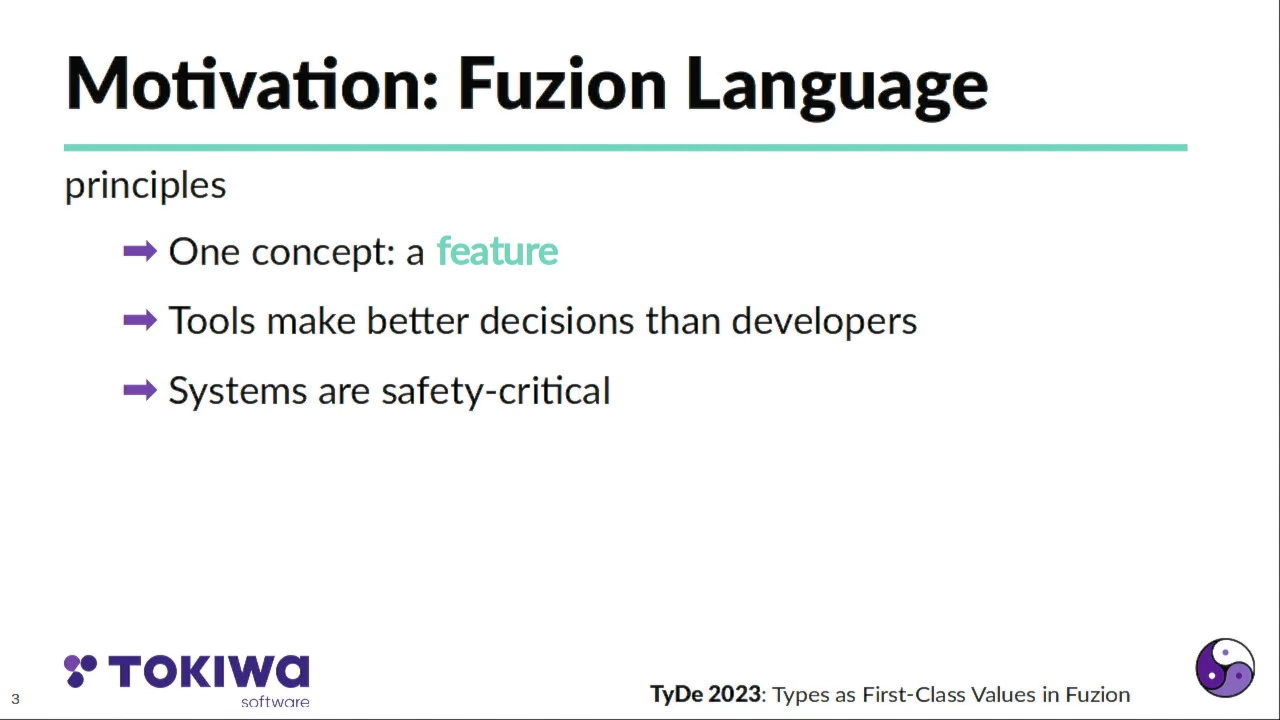 Motivation: Fuzion Language
principles
➡ One concept: a feature
➡ Tools make better decisions than developers
➡ Systems are safety-critical
TOKIWA
software
3
TyDe 2023: Types as First-Class Values in Fuzion